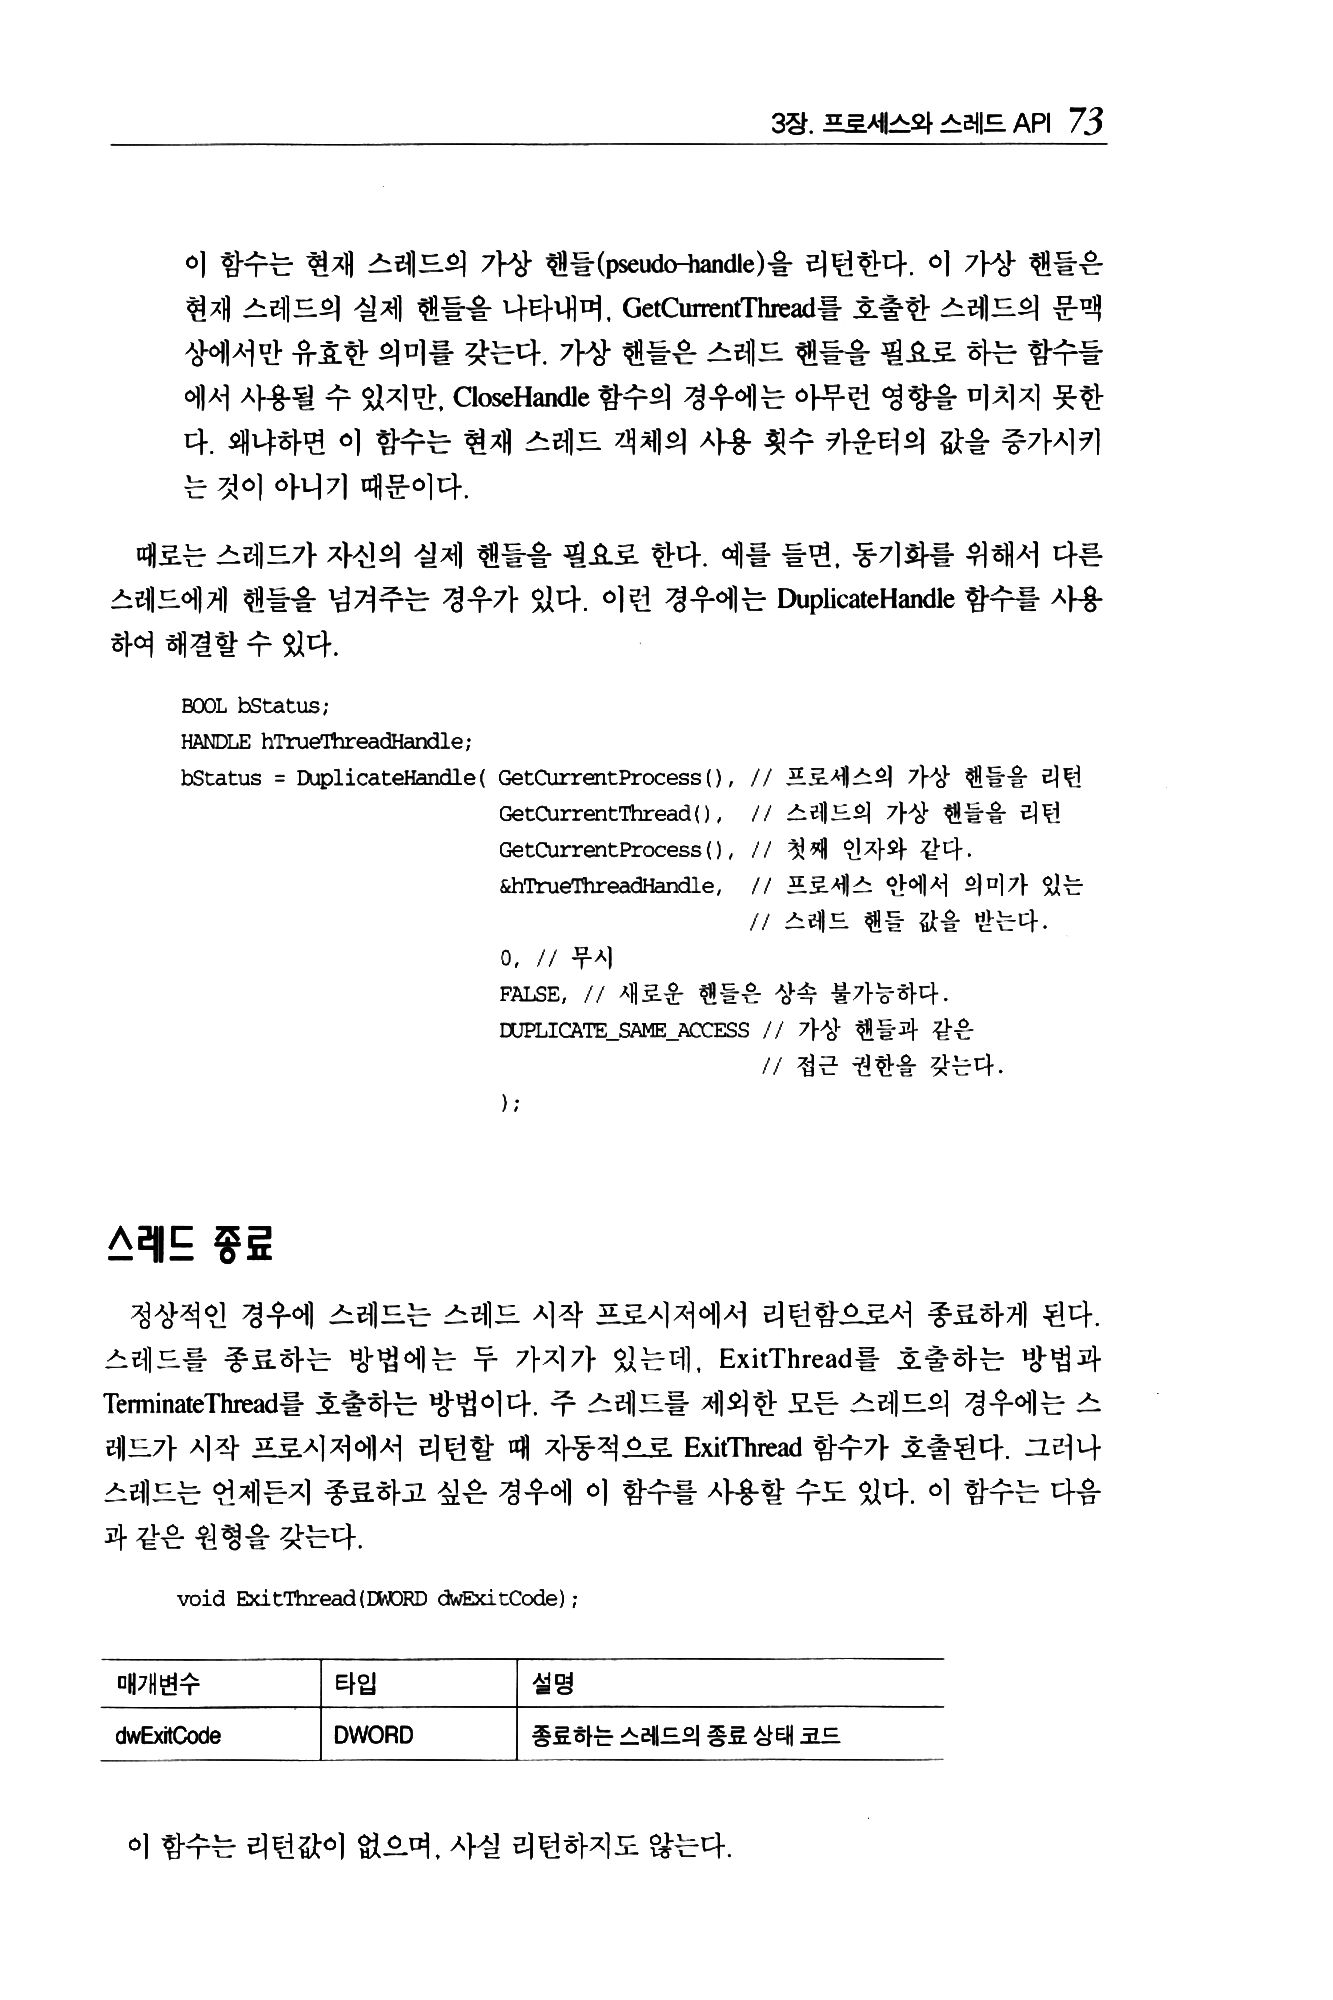 3장. 프로세스와 스레드 API 73
이 함수는 현재 스레드의 가상 핸들(pseudo-handle)을 리턴한다. 이 가상 핸들은
현재 스레드의 실제 핸들을 나타내며, GetCurrentThread를 호출한 스레드의 문맥
상에서만 유효한 의미를 갖는다. 가상 핸들은 스레드 핸들을 필요로 하는 함수들
에서 사용될 수 있지만, CloseHandle 함수의 경우에는 아무런 영향을 미치지 못한
다. 왜냐하면 이 함수는 현재 스레드 객체의 사용 횟수 카운터의 값을 증가시키
는 것이 아니기 때문이다.
때로는 스레드가 자신의 실제 핸들을 필요로 한다. 예를 들면, 동기화를 위해서 다른
스레드에게 핸들을 넘겨주는 경우가 있다. 이런 경우에는 DuplicateHandle 함수를 사용
하여 해결할 수 있다.
BOOL bStatus;
HANDLE hTrueThreadHandle;
bStatus = DuplicateHandle( GetCurrentProcess(), // 프로세스의 가상 핸들을 리턴
GetCurrentThread(), // 스레드의 가상 핸들을 리턴
GetCurrentProcess(), // 첫째 인자와 같다.
&hTrueThreadHandle, // 프로세스 안에서 의미가 있는
// 스레드 핸들 값을 받는다.
0, // 무시
FALSE, // 새로운 핸들은 상속 불가능하다.
DUPLICATE_SAME_ACCESS // 가상 핸들과 같은
// 접근 권한을 갖는다.
);
스레드 종료
정상적인 경우에 스레드는 스레드 시작 프로시저에서 리턴함으로서 종료하게 된다.
스레드를 종료하는 방법에는 두 가지가 있는데, ExitThread를 호출하는 방법과
TerminateThread를 호출하는 방법이다. 주 스레드를 제외한 모든 스레드의 경우에는 스
레드가 시작 프로시저에서 리턴할 때 자동적으로 ExitThread 함수가 호출된다. 그러나
스레드는 언제든지 종료하고 싶은 경우에 이 함수를 사용할 수도 있다. 이 함수는 다음
과 같은 원형을 갖는다.
void ExitThread(DWORD dwExitCode);
매개변수 타입 설명
dwExitCode DWORD 종료하는 스레드의 종료 상태 코드
이 함수는 리턴값이 없으며, 사실 리턴하지도 않는다.